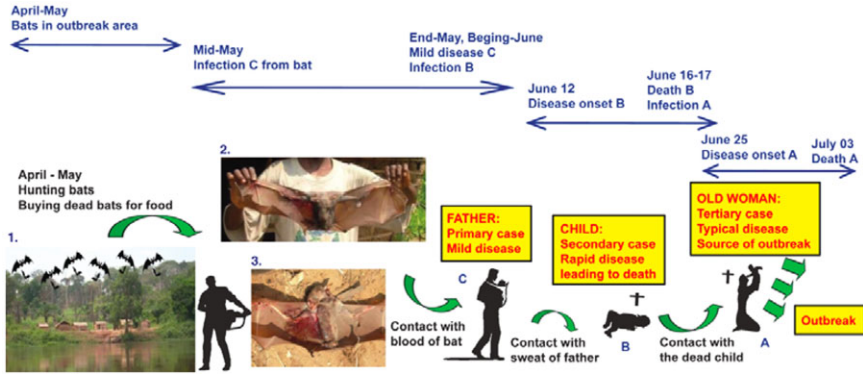 April-May
Bats in outbreak area
Mid-May
Infection C from bat
End-May, Beging-June
Mild disease C
Infection B
June 12
Disease onset B
June 16-17
Death B
Infection A
June 25
Disease onset A
July 03
Death A
April - May
Hunting bats
Buying dead bats for food
1.
2.
3.
FATHER:
Primary case
Mild disease
CHILD:
Secondary case
Rapid disease
leading to death
OLD WOMAN:
Tertiary case
Typical disease
Source of outbreak
C
Contact with
blood of bat
Contact with
sweat of father
B
Contact with
the dead child
A
Outbreak